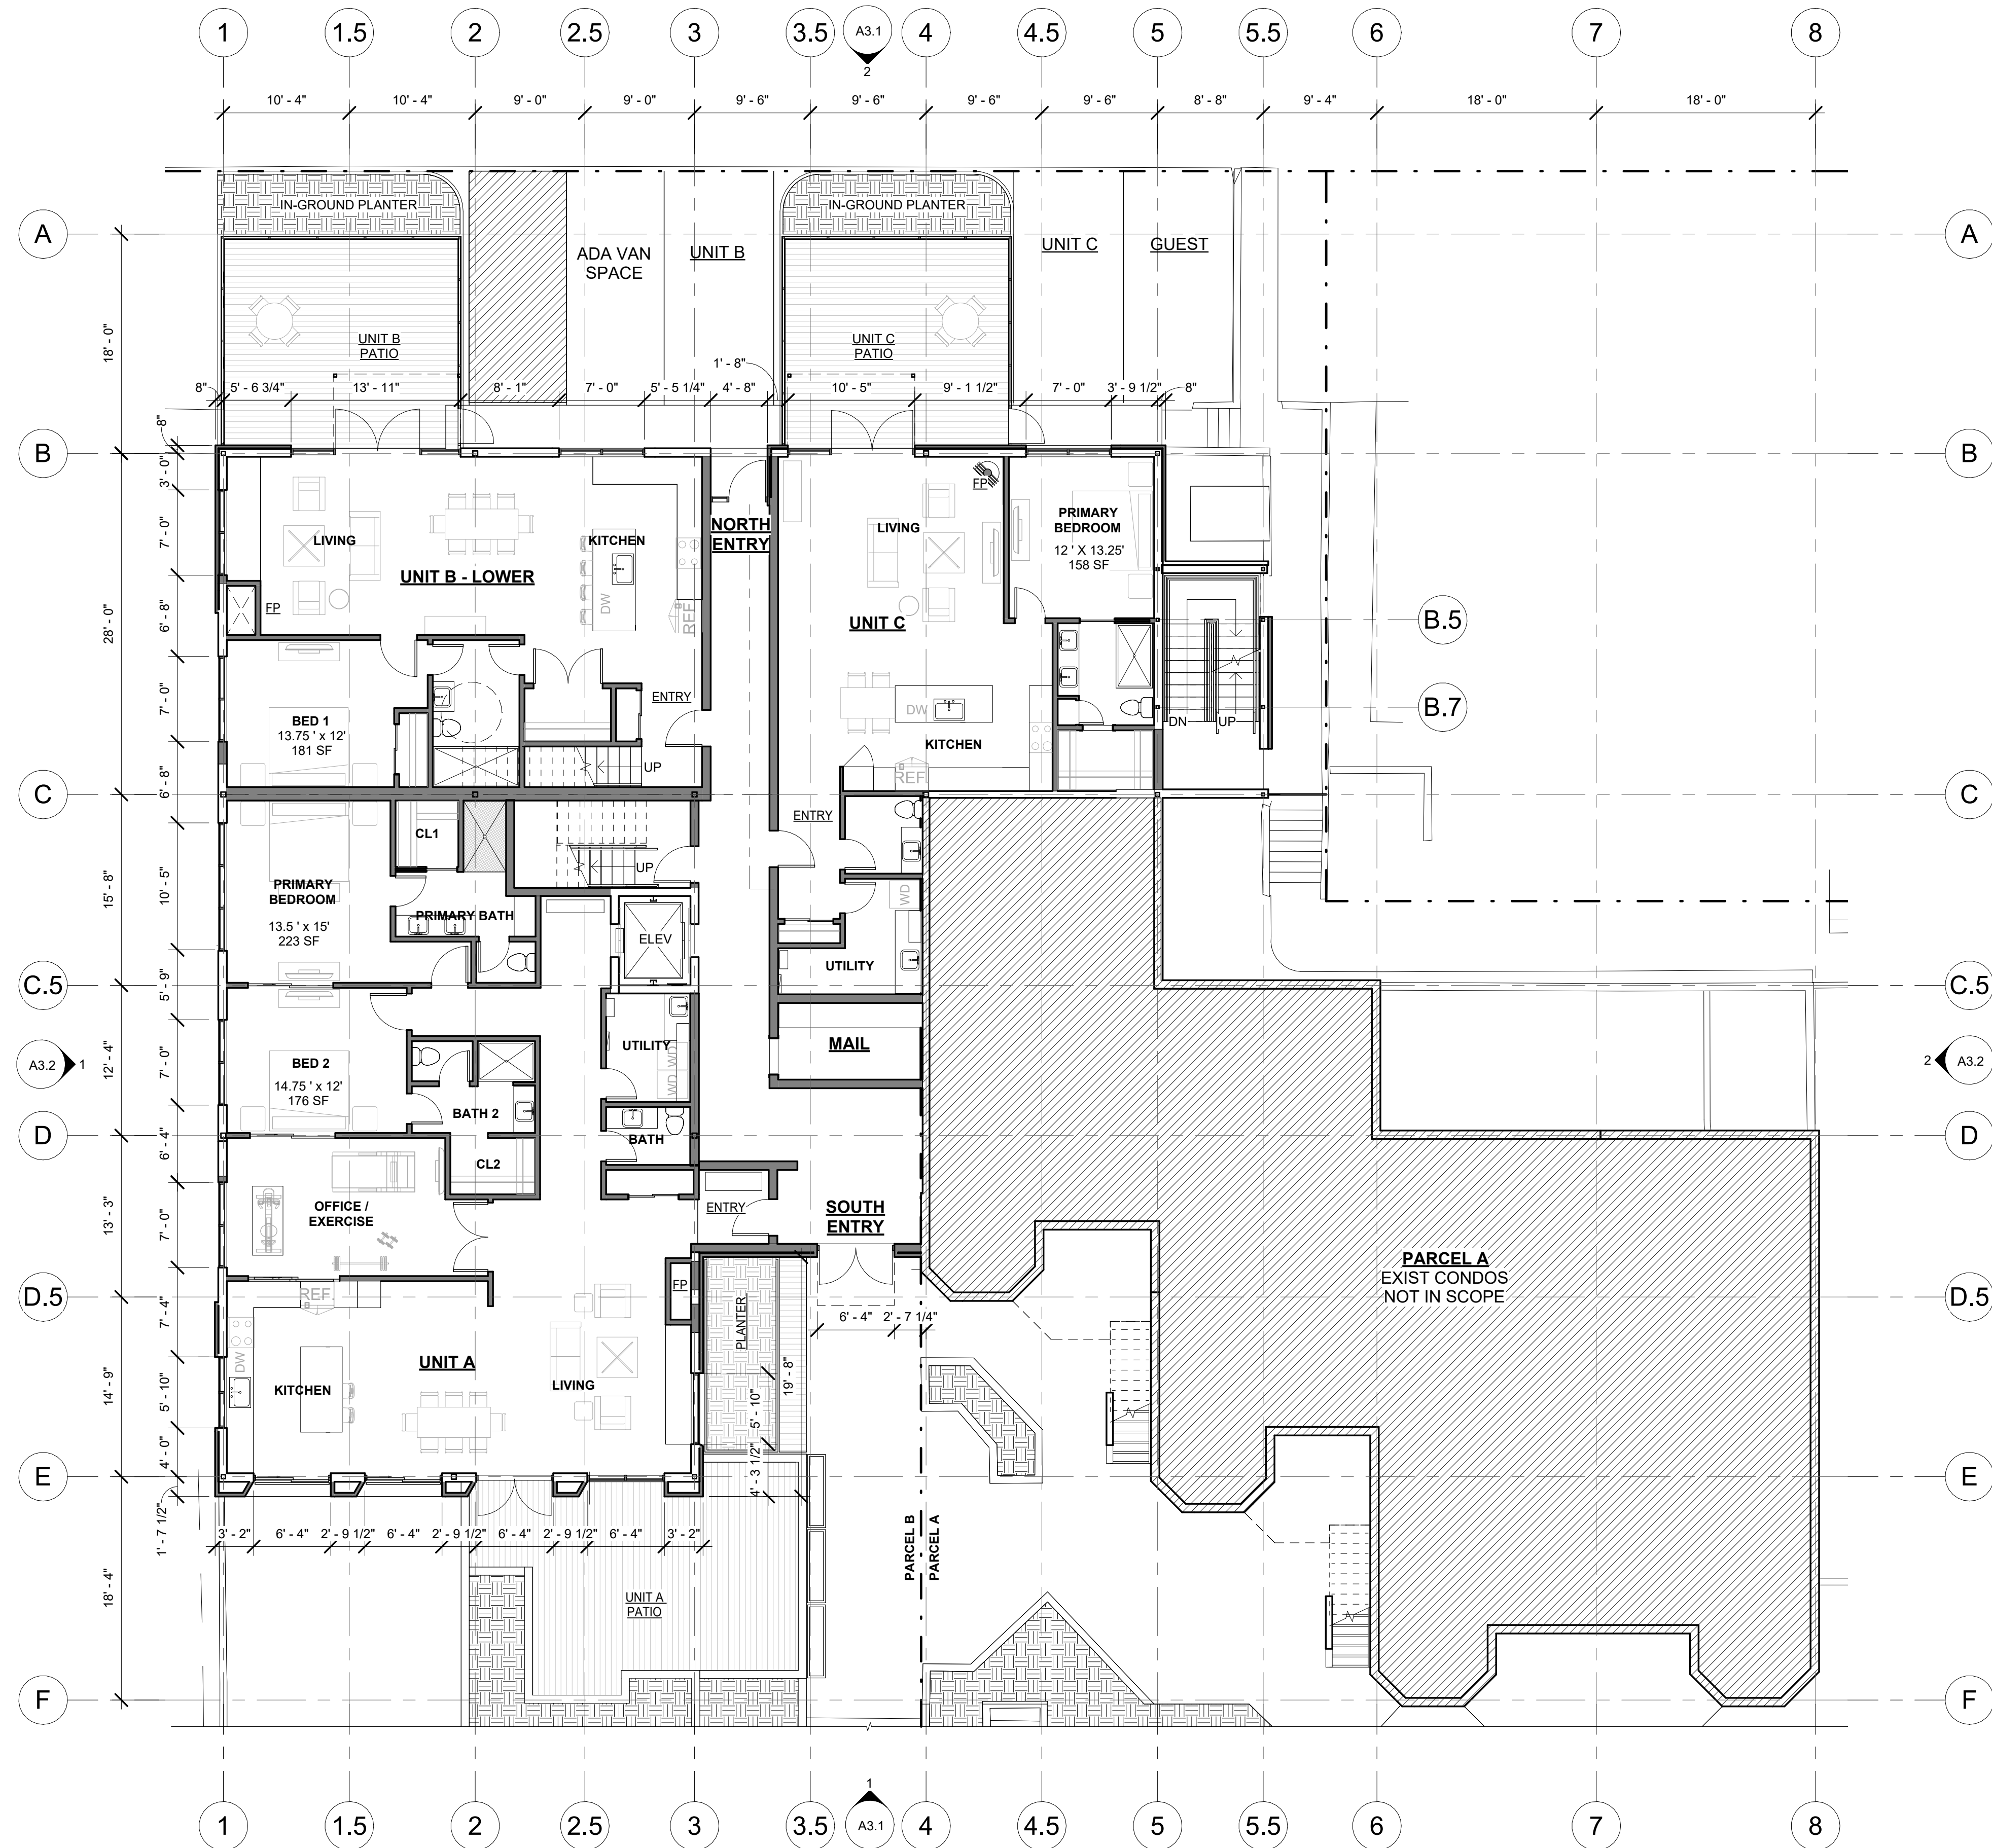 1 1.5 2 2.5 3 3.5 A3.1 4 4.5 5 5.5 6 7 8
2
10' - 4" 10' - 4" 9' - 0" 9' - 0" 9' - 6" 9' - 6" 9' - 6" 9' - 6" 8' - 8" 9' - 4" 18' - 0" 18' - 0"
IN-GROUND PLANTER
IN-GROUND PLANTER
A
A
ADA VAN
SPACE
UNIT B
UNIT C
GUEST
18' - 0"
UNIT B
PATIO
UNIT C
PATIO
1' - 8"
8" 5' - 6 3/4" 13' - 11" 8' - 1" 7' - 0" 5' - 5 1/4" 4' - 8" 10' - 5" 9' - 1 1/2" 7' - 0" 3' - 9 1/2" 8"
8"
B
B
3' - 0"
7' - 0"
6' - 8"
7' - 0"
6' - 8"
28' - 0"
LIVING
KITCHEN
UNIT B - LOWER
DW
REF
FP
NORTH
ENTRY
LIVING
FP
PRIMARY
BEDROOM
12 ' X 13.25'
158 SF
UNIT C
B.5
B.7
BED 1
13.75 ' x 12'
181 SF
ENTRY
UP
DW
KITCHEN
REF
DN
UP
C
C
CL1
UP
ENTRY
PRIMARY
BEDROOM
13.5 ' x 15'
223 SF
PRIMARY BATH
ELEV
WD
UTILITY
15' - 8"
10' - 5"
5' - 9"
C.5
C.5
A3.2
1
12' - 4"
7' - 0"
BED 2
14.75 ' x 12'
176 SF
BATH 2
UTILITY
WD
WD
MAIL
2
A3.2
BATH
D
D
6' - 4"
CL2
13' - 3"
7' - 0"
OFFICE /
EXERCISE
ENTRY
SOUTH
ENTRY
PARCEL A
EXIST CONDOS
NOT IN SCOPE
FP
REF
D.5
D.5
7' - 4"
PLANTER
6' - 4" 2' - 7 1/4"
19' - 8"
DW
UNIT A
KITCHEN
LIVING
14' - 9"
5' - 10"
5' - 10"
4' - 0"
4' - 3 1/2"
E
E
1' - 7 1/2"
3' - 2" 6' - 4" 2' - 9 1/2" 6' - 4" 2' - 9 1/2" 6' - 4" 2' - 9 1/2" 6' - 4" 3' - 2"
PARCEL B
PARCEL A
18' - 4"
UNIT A
PATIO
F
F
1
1 1.5 2 2.5 3 3.5 A3.1 4 4.5 5 5.5 6 7 8